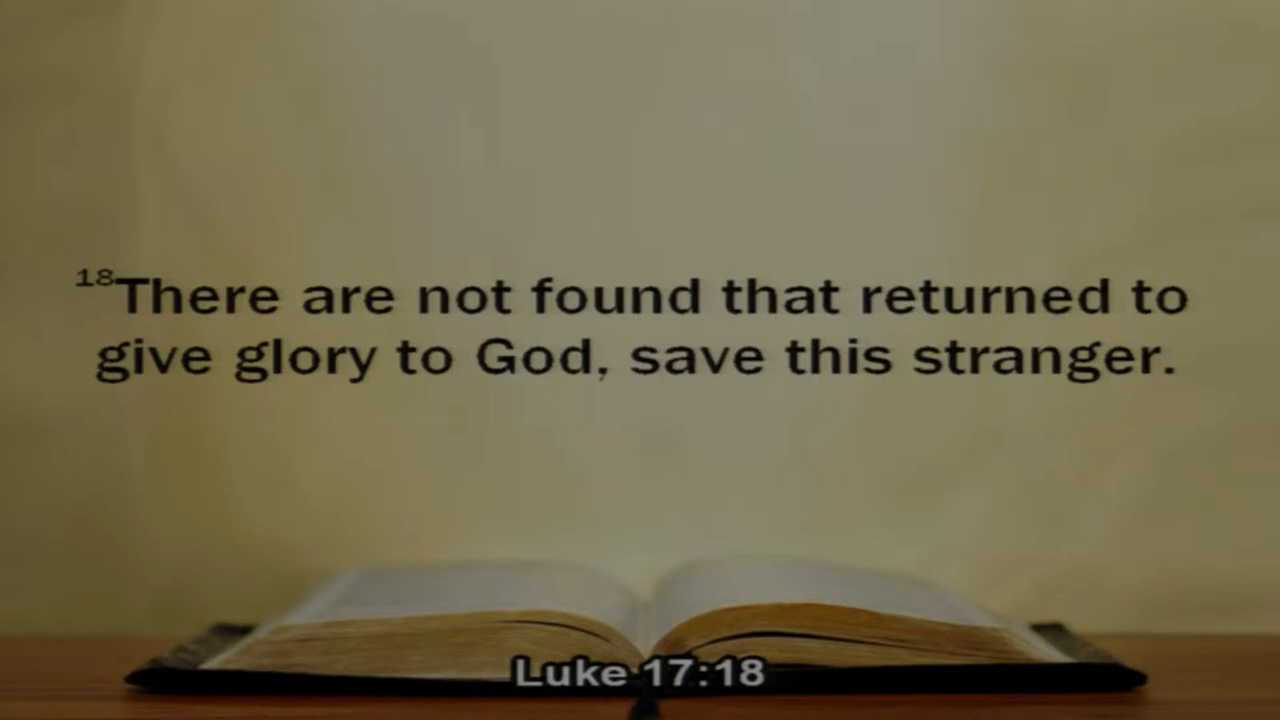 18There are not found that returned to
give glory to God, save this stranger.
Luke 17:18